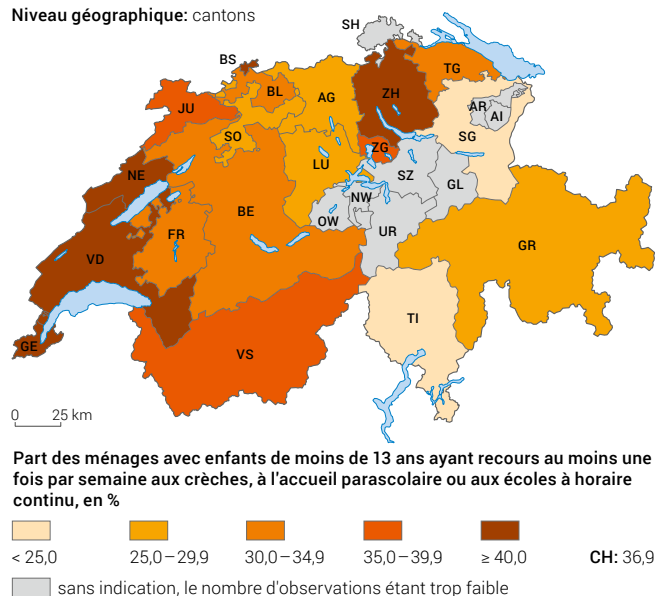 Niveau géographique: cantons
SH
BS
TG
BL
AG
ZH
JU
AR
AI
SO
SG
ZG
LU
NE
SZ
GL
NW
BE
OW
FR
UR
GR
VD
TI
GE
VS
0 25 km
Part des ménages avec enfants de moins de 13 ans ayant recours au moins une
fois par semaine aux crèches, à l'accueil parascolaire ou aux écoles à horaire
continu, en %
< 25,0 25,0–29,9 30,0–34,9 35,0–39,9 ≥ 40,0 CH: 36,9
sans indication, le nombre d'observations étant trop faible